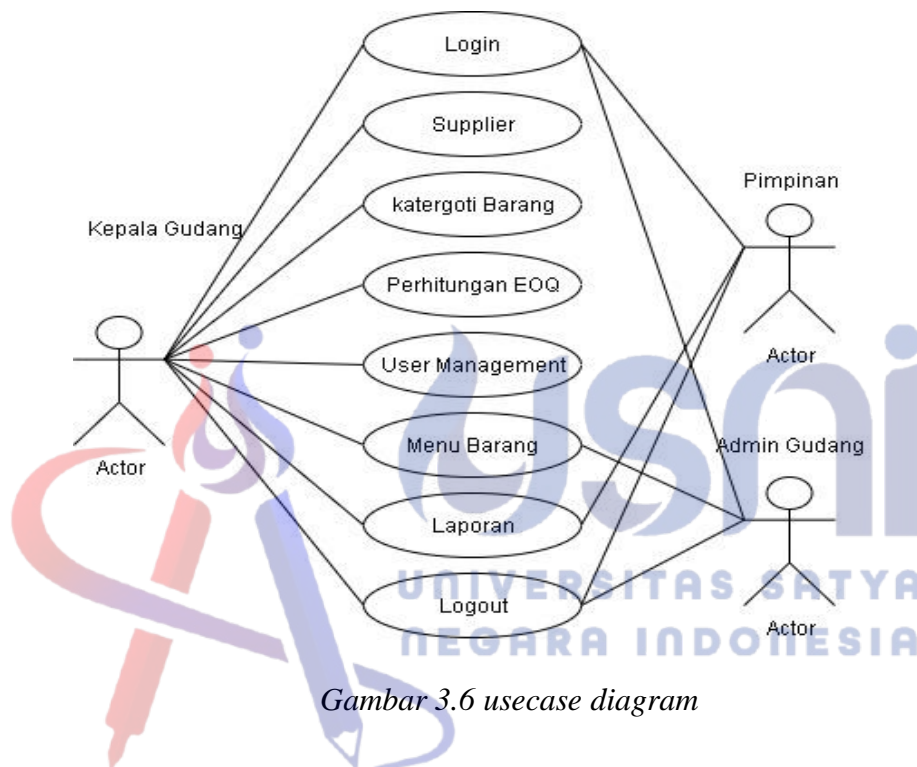 Login
Supplier
Pimpinan
katergoti Barang
Kepala Gudang
Perhitungan EOQ
User Management
Actor
Menu Barang
Admin Gudang
Actor
Laporan
usni
UNIVERSITAS SATYA
NEGARA INDONESIA
Logout
Actor
Gambar 3.6 usecase diagram